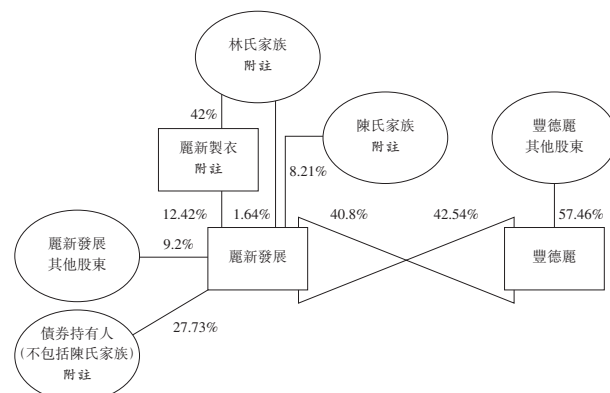 林氏家族
附註
42%
麗新製衣
附註
陳氏家族
附註
豐德麗
其他股東
8.21%
12.42%
1.64%
40.8%
42.54%
57.46%
麗新發展
其他股東
9.2%
麗新發展
豐德麗
27.73%
債券持有人
(不包括陳氏家族)
附註